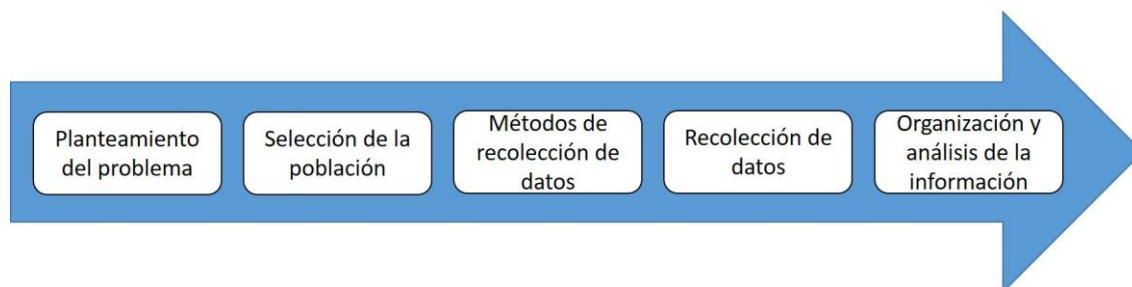 Planteamiento
del problema
Selección de la
población
Métodos de
recolección de
datos
Recolección de
datos
Organización y
análisis de la
información